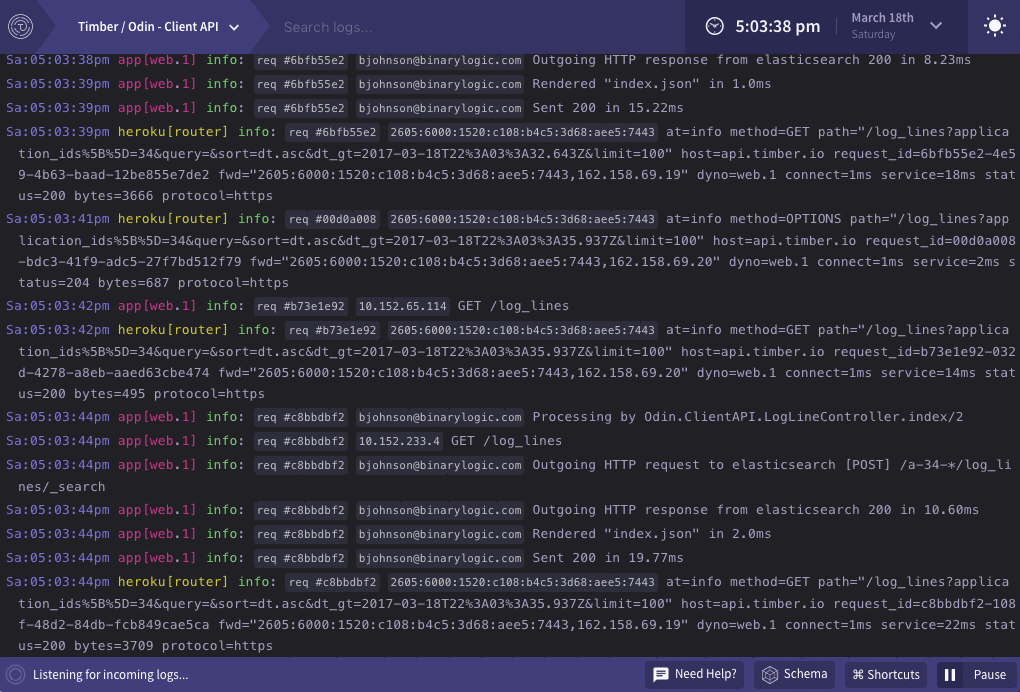 Timber / Odin - Client API
Search logs...
5:03:38 pm
March 18th
Saturday
Sa:05:03:38pm app[web.1] info: req #6bfb55e2 bjohnson@binarylogic.com Outgoing HTTP response from elasticsearch 200 in 8.23ms
Sa:05:03:39pm app[web.1] info: req #6bfb55e2 bjohnson@binarylogic.com Rendered "index.json" in 1.0ms
Sa:05:03:39pm app[web.1] info: req #6bfb55e2 bjohnson@binarylogic.com Sent 200 in 15.22ms
Sa:05:03:39pm heroku[router] info: req #6bfb55e2 2605:6000:1520:c108:b4c5:3d68:aee5:7443 at=info method=GET path="/log_lines?applica
tion_ids%5B%5D=34&query=&sort=dt.asc&dt_gt=2017-03-18T22%3A03%3A32.643Z&limit=100" host=api.timber.io request_id=6bfb55e2-4e5
9-4b63-baad-12be855e7de2 fwd="2605:6000:1520:c108:b4c5:3d68:aee5:7443,162.158.69.19" dyno=web.1 connect=1ms service=18ms stat
us=200 bytes=3666 protocol=https
Sa:05:03:41pm heroku[router] info: req #00d0a008 2605:6000:1520:c108:b4c5:3d68:aee5:7443 at=info method=OPTIONS path="/log_lines?app
lication_ids%5B%5D=34&query=&sort=dt.asc&dt_gt=2017-03-18T22%3A03%3A35.937Z&limit=100" host=api.timber.io request_id=00d0a008
-bdc3-41f9-adc5-27f7bd512f79 fwd="2605:6000:1520:c108:b4c5:3d68:aee5:7443,162.158.69.20" dyno=web.1 connect=1ms service=2ms s
tatus=204 bytes=687 protocol=https
Sa:05:03:42pm app[web.1] info: req #b73e1e92 10.152.65.114 GET /log_lines
Sa:05:03:42pm heroku[router] info: req #b73e1e92 2605:6000:1520:c108:b4c5:3d68:aee5:7443 at=info method=GET path="/log_lines?applica
tion_ids%5B%5D=34&query=&sort=dt.asc&dt_gt=2017-03-18T22%3A03%3A35.937Z&limit=100" host=api.timber.io request_id=b73e1e92-032
d-4278-a8eb-aaed63cbe474 fwd="2605:6000:1520:c108:b4c5:3d68:aee5:7443,162.158.69.20" dyno=web.1 connect=1ms service=14ms stat
us=200 bytes=495 protocol=https
Sa:05:03:44pm app[web.1] info: req #c8bbdbf2 bjohnson@binarylogic.com Processing by Odin.ClientAPI.LogLineController.index/2
Sa:05:03:44pm app[web.1] info: req #c8bbdbf2 10.152.233.4 GET /log_lines
Sa:05:03:44pm app[web.1] info: req #c8bbdbf2 bjohnson@binarylogic.com Outgoing HTTP request to elasticsearch [POST] /a-34-*/log_li
nes/_search
Sa:05:03:44pm app[web.1] info: req #c8bbdbf2 bjohnson@binarylogic.com Outgoing HTTP response from elasticsearch 200 in 10.60ms
Sa:05:03:44pm app[web.1] info: req #c8bbdbf2 bjohnson@binarylogic.com Rendered "index.json" in 2.0ms
Sa:05:03:44pm app[web.1] info: req #c8bbdbf2 bjohnson@binarylogic.com Sent 200 in 19.77ms
Sa:05:03:44pm heroku[router] info: req #c8bbdbf2 2605:6000:1520:c108:b4c5:3d68:aee5:7443 at=info method=GET path="/log_lines?applica
tion_ids%5B%5D=34&query=&sort=dt.asc&dt_gt=2017-03-18T22%3A03%3A35.937Z&limit=100" host=api.timber.io request_id=c8bbdbf2-108
f-48d2-84db-fcb849cae5ca fwd="2605:6000:1520:c108:b4c5:3d68:aee5:7443,162.158.69.19" dyno=web.1 connect=1ms service=22ms stat
us=200 bytes=3709 protocol=https
Listening for incoming logs...
Need Help?
Schema
⌘ Shortcuts
Pause